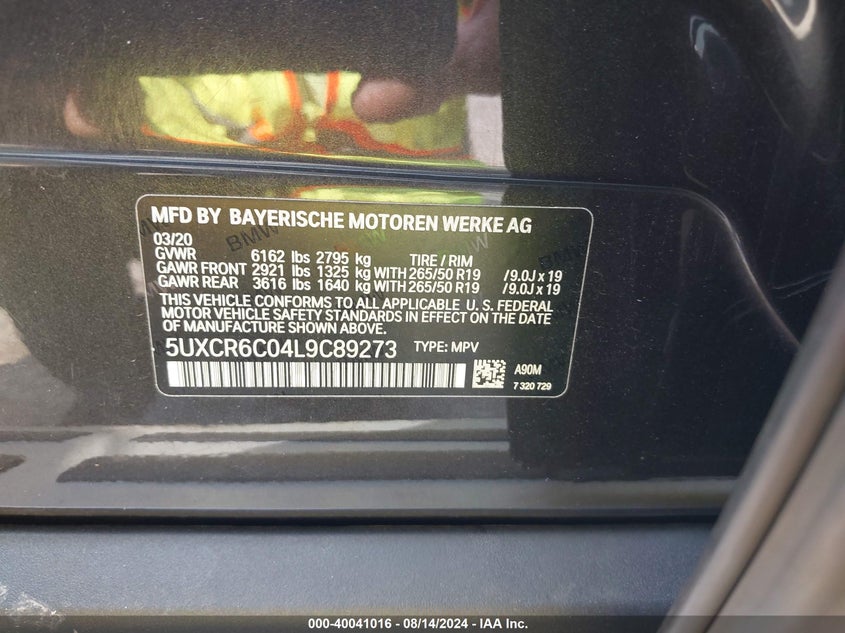 MFD BY BAYERISCHE MOTOREN WERKE AG
03/20
GVWR 6162 lbs 2795 kg TIRE / RIM
GAWR FRONT 2921 lbs 1325 kg WITH 265/50 R19 /9.0J x 19
GAWR REAR 3616 lbs 1640 kg WITH 265/50 R19 /9.0J x 19
THIS VEHICLE CONFORMS TO ALL APPLICABLE U. S. FEDERAL
MOTOR VEHICLE SAFETY STANDARDS IN EFFECT ON THE DATE
OF MANUFACTURE SHOWN ABOVE.
5UXCR6C04L9C89273 TYPE: MPV
A90M
7 320 729
BMW
BMW
000-40041016 - 08/14/2024 - IAA Inc.